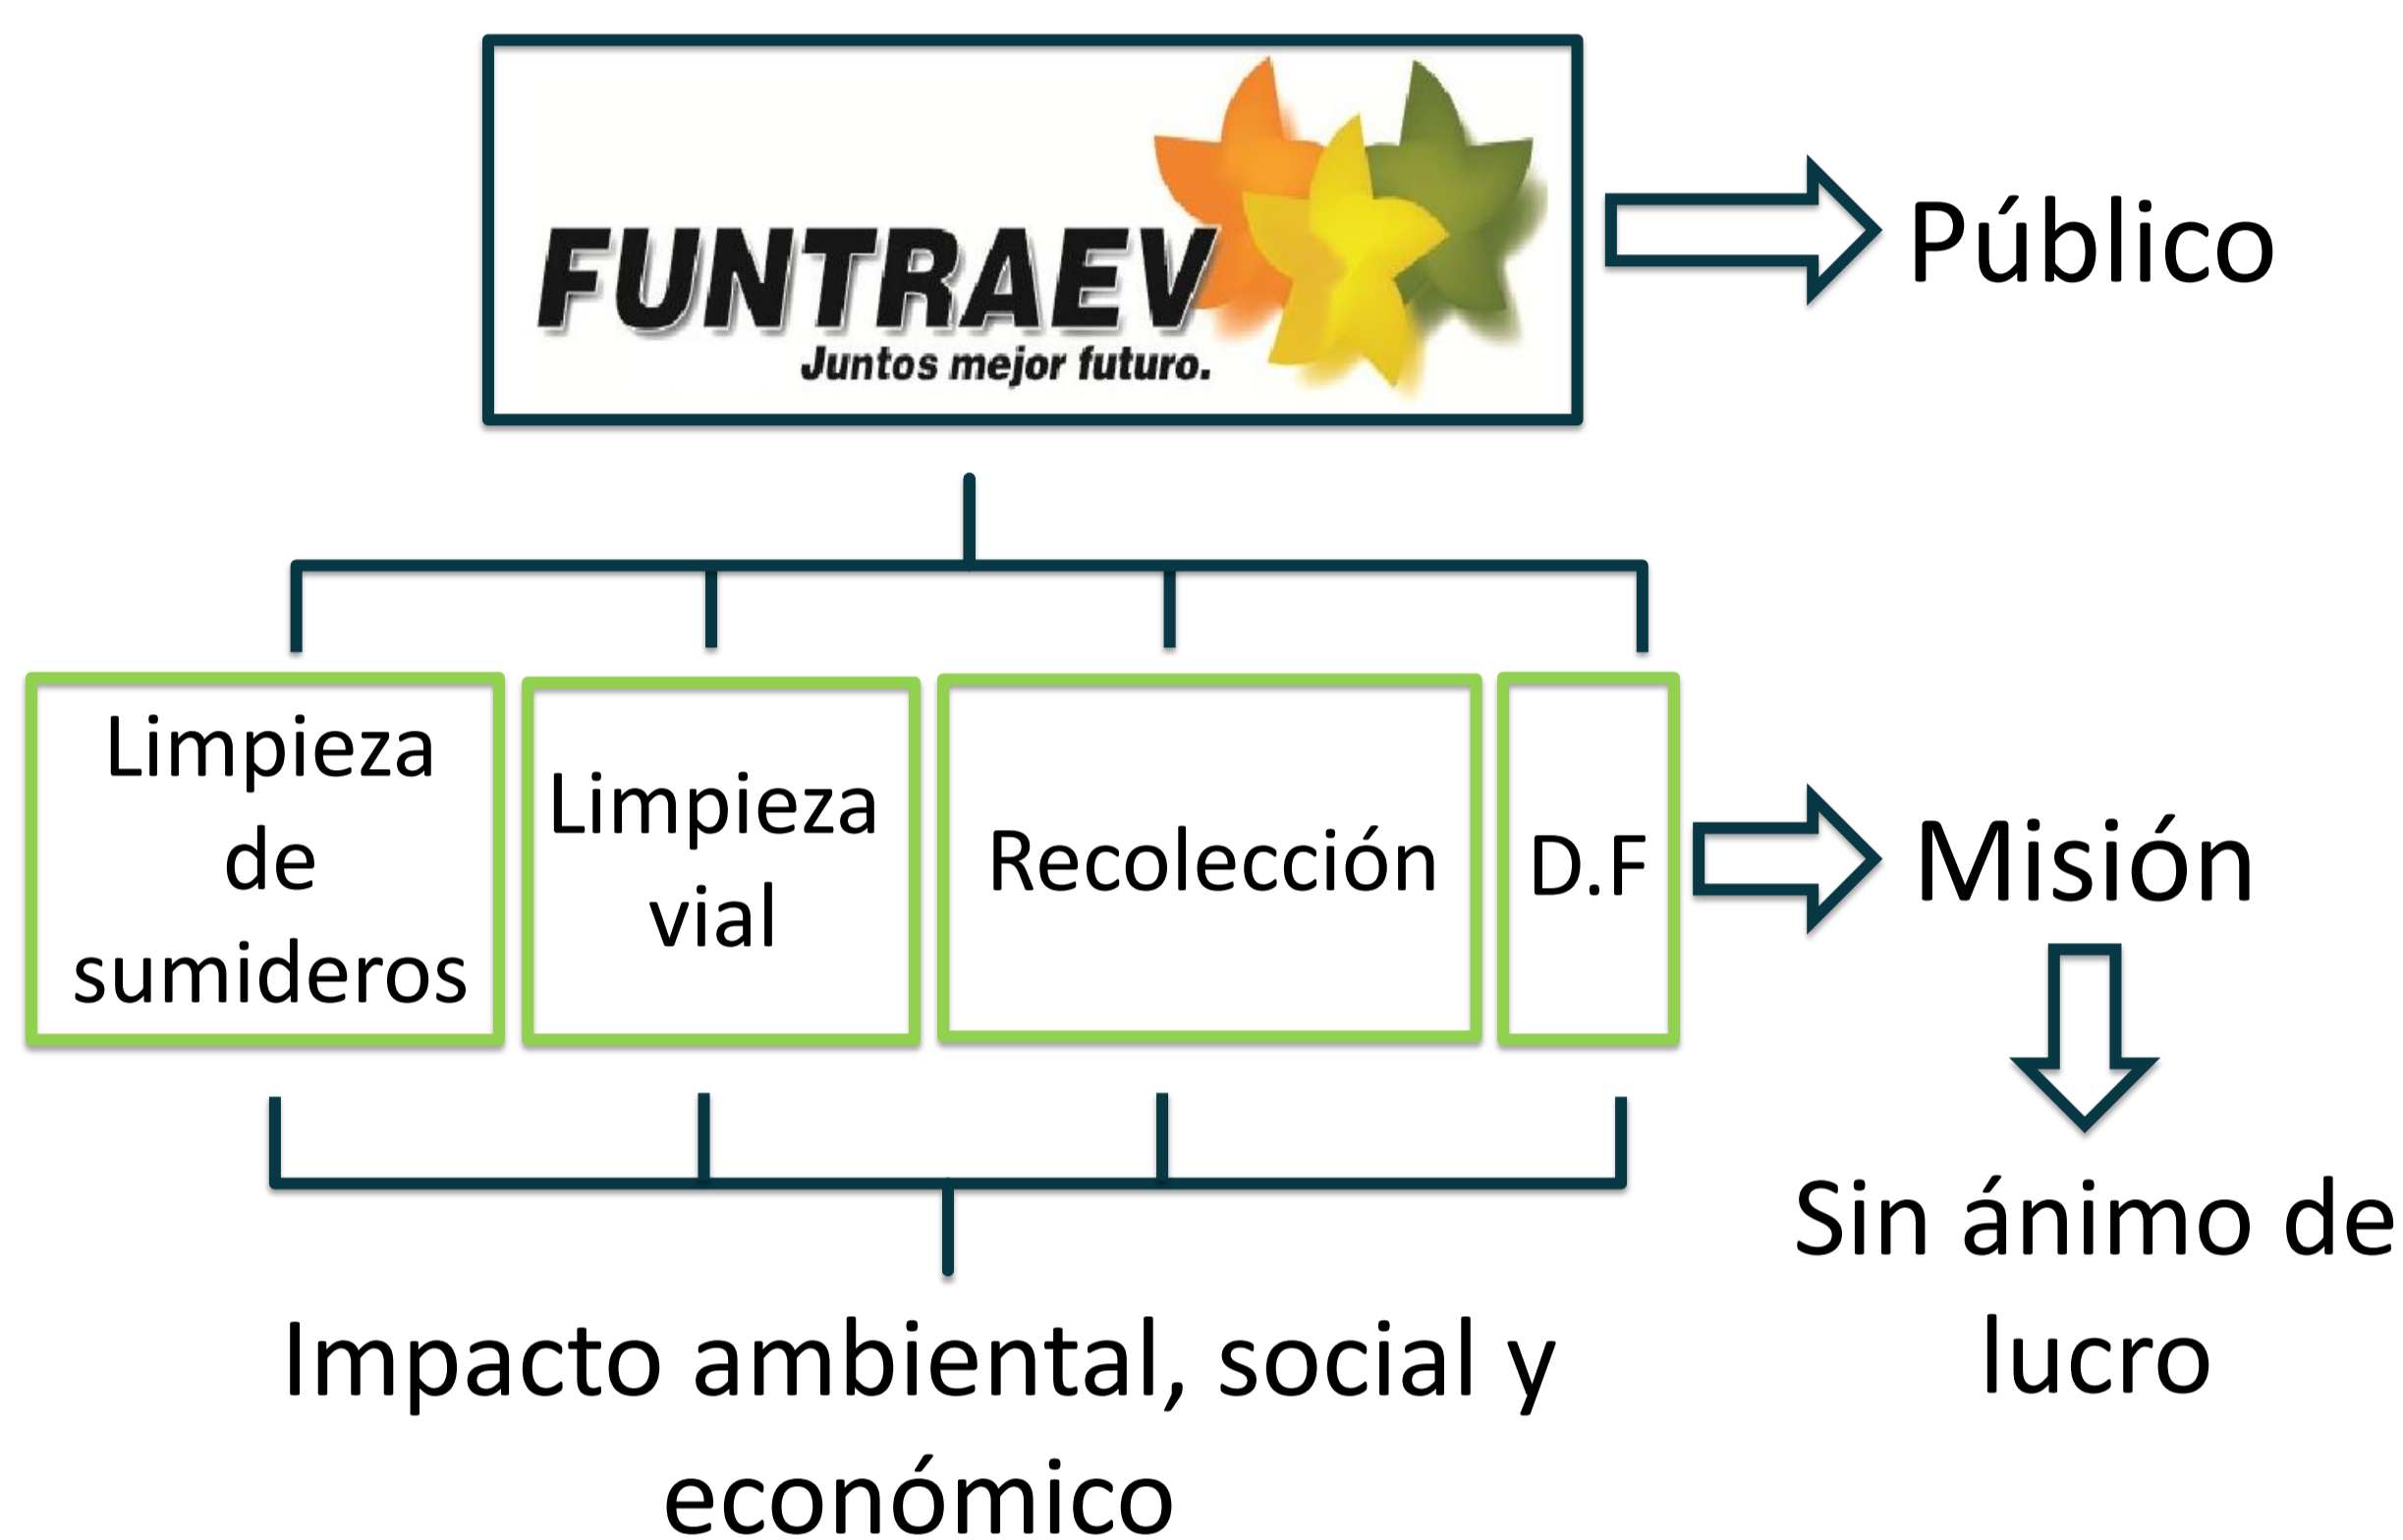 FUNTRAEV
Juntos mejor futuro.
Público
Limpieza
de
sumideros
Limpieza
vial
Recolección
D.F
Misión
Sin ánimo de
lucro
Impacto ambiental, social y
económico